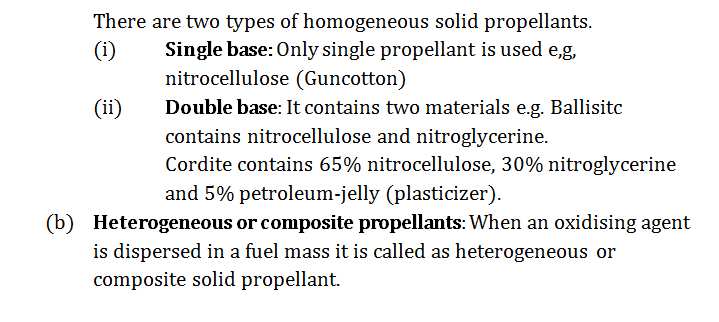 There are two types of homogeneous solid propellants.
(i) Single base: Only single propellant is used e,g,
nitrocellulose (Guncotton)
(ii) Double base: It contains two materials e.g. Ballisitc
contains nitrocellulose and nitroglycerine.
Cordite contains 65% nitrocellulose, 30% nitroglycerine
and 5% petroleum-jelly (plasticizer).
(b) Heterogeneous or composite propellants: When an oxidising agent
is dispersed in a fuel mass it is called as heterogeneous or
composite solid propellant.